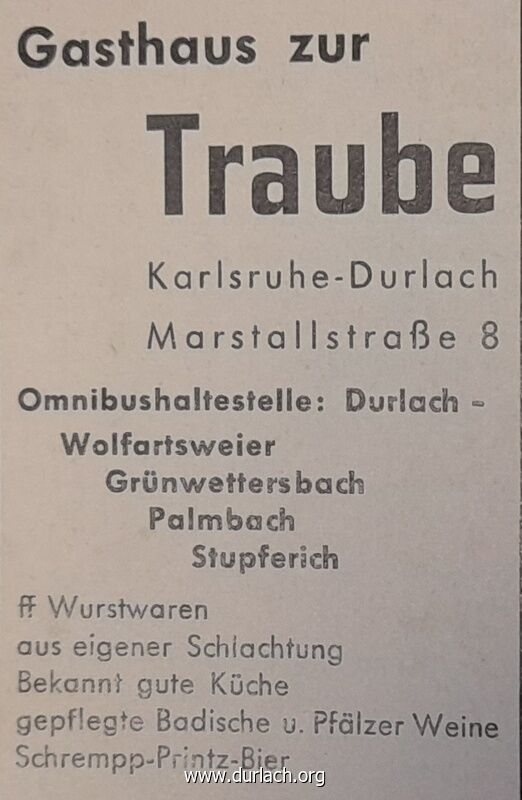 Gasthaus zur
Traube
Karlsruhe-Durlach
Marstallstraße 8
Omnibushaltestelle: Durlach -
Wolfartsweier
Grünwettersbach
Palmbach
Stupferich
ff Wurstwaren
aus eigener Schlachtung
Bekannt gute Küche
gepflegte Badische u. Pfälzer Weine
Schrempp-Printz-Bier
www.durlach.org